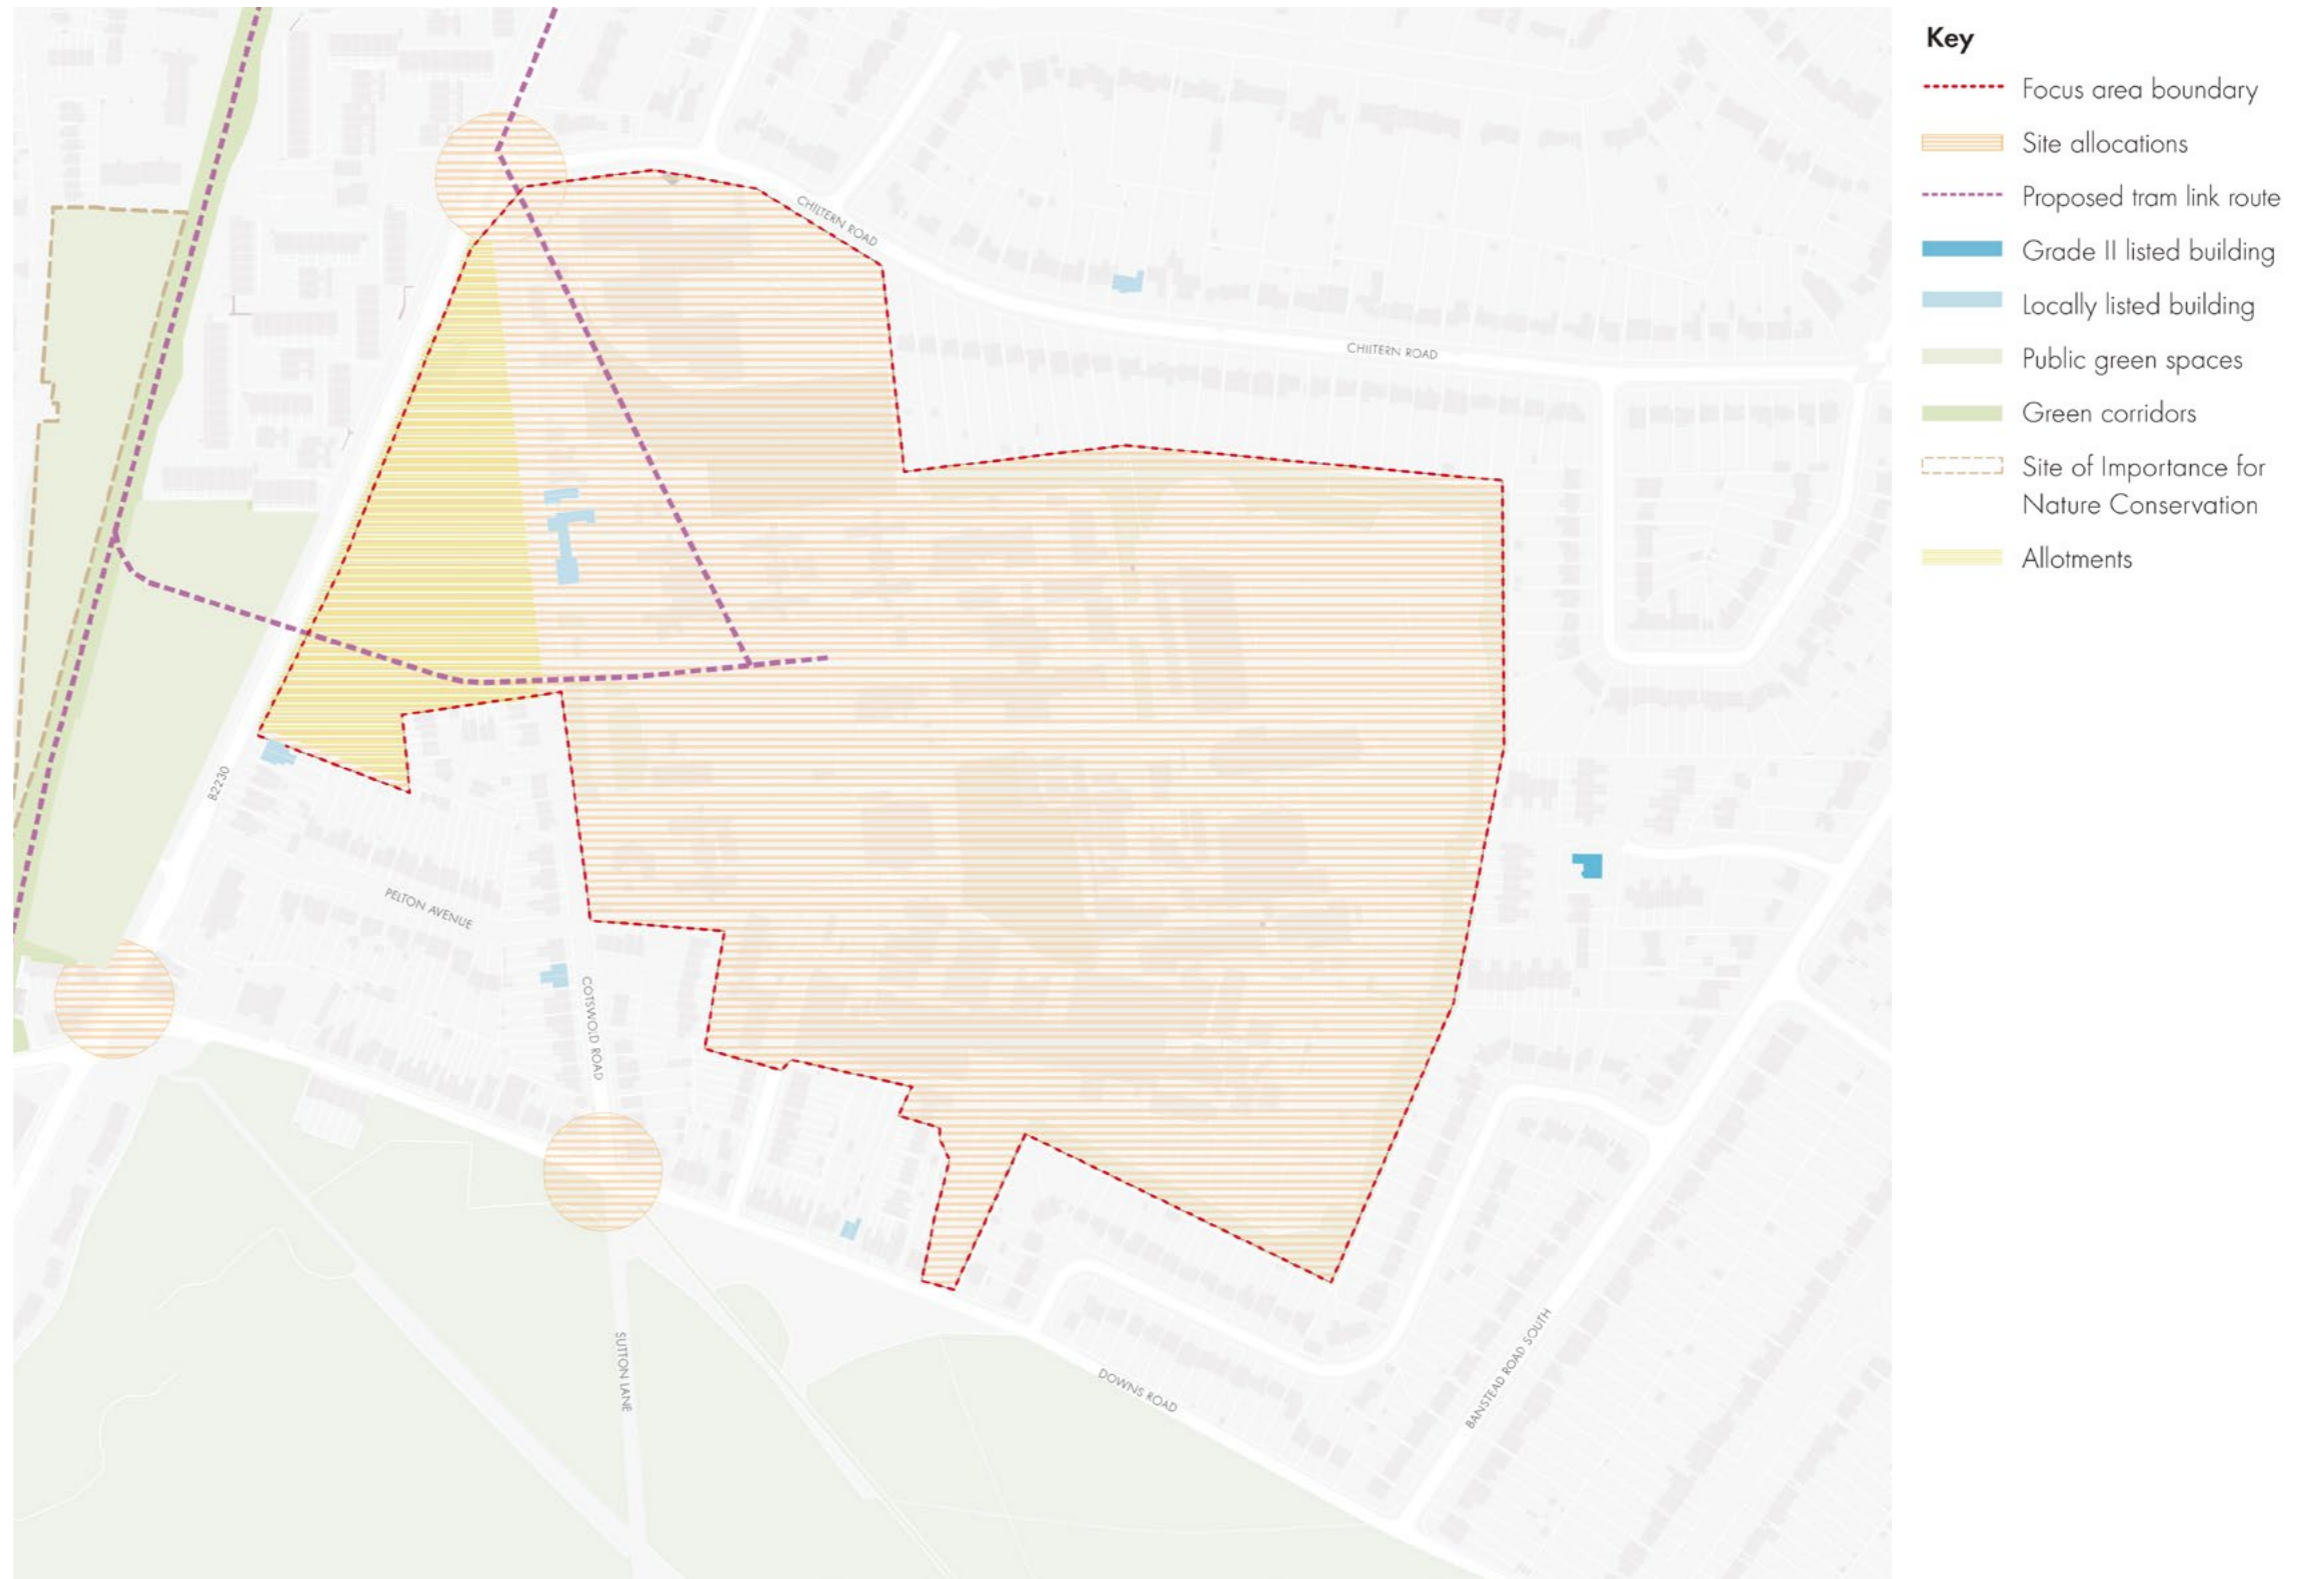 Key
Focus area boundary
Site allocations
Proposed tram link route
Grade II listed building
Locally listed building
Public green spaces
Green corridors
Site of Importance for
Nature Conservation
Allotments
CHILTERN ROAD
CHILTERN ROAD
B2230
PELTON AVENUE
COTSWOLD ROAD
SUTTON LANE
DOWNS ROAD
BANSTEAD ROAD SOUTH